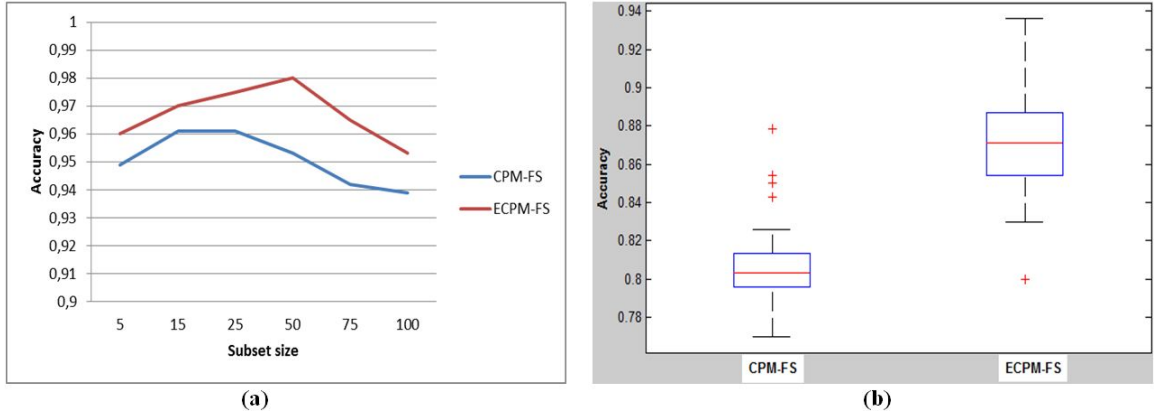 1
0,99
0,98
0,97
0,96
0,95
0,94
0,93
0,92
0,91
0,9
Accuracy
5 15 25 50 75 100
Subset size
CPM-FS
ECPM-FS
(a)
0.94
0.92
0.9
0.88
0.86
0.84
0.82
0.8
0.78
Accuracy
CPM-FS ECPM-FS
(b)